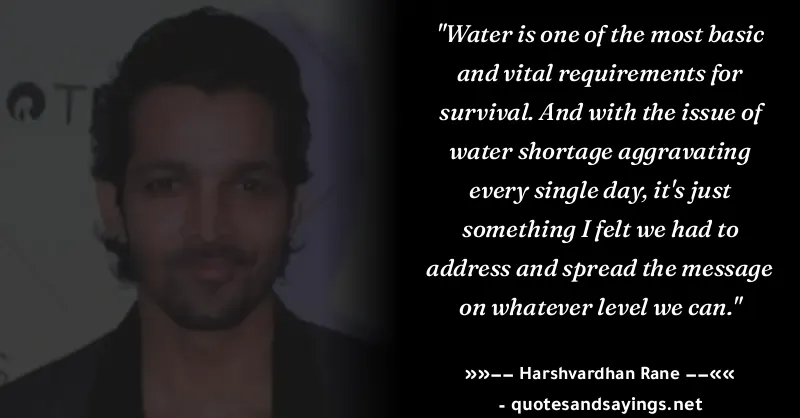 "Water is one of the most basic
and vital requirements for
survival. And with the issue of
water shortage aggravating
every single day, it's just
something I felt we had to
address and spread the message
on whatever level we can."
»»−− Harshvardhan Rane −−««
- quotesandsayings.net